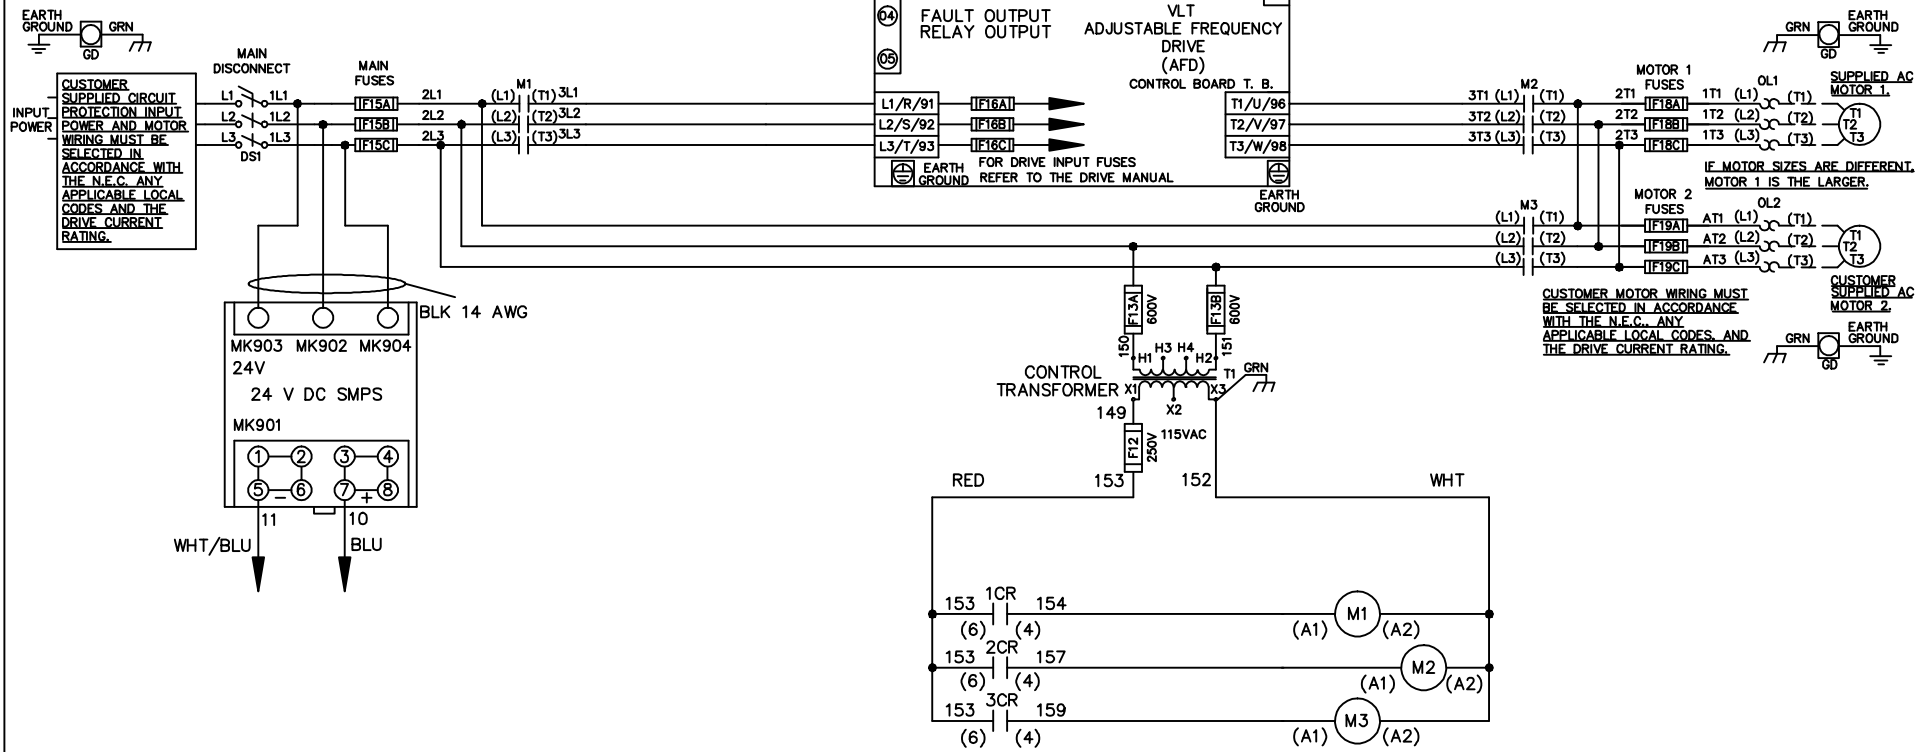 EARTH
GROUND
GRN
GD
04
FAULT OUTPUT
RELAY OUTPUT
05
VLT
ADJUSTABLE FREQUENCY
DRIVE
(AFD)
CONTROL BOARD T. B.
GRN
EARTH
GROUND
GD
INPUT
POWER
CUSTOMER
SUPPLIED CIRCUIT
PROTECTION INPUT
POWER AND MOTOR
WIRING MUST BE
SELECTED IN
ACCORDANCE WITH
THE N.E.C. ANY
APPLICABLE LOCAL
CODES AND THE
DRIVE CURRENT
RATING.
MAIN
DISCONNECT
L1 1L1
L2 1L2
L3 1L3
DS1
MAIN
FUSES
F15A 2L1
F15B 2L2
F15C 2L3
M1
(L1) (T1) 3L1
(L2) (T2) 3L2
(L3) (T3) 3L3
L1/R/91 F16A
L2/S/92 F16B
L3/T/93 F16C
EARTH
GROUND
FOR DRIVE INPUT FUSES
REFER TO THE DRIVE MANUAL
T1/U/96
T2/V/97
T3/W/98
EARTH
GROUND
M2
3T1 (L1) (T1)
3T2 (L2) (T2)
3T3 (L3) (T3)
MOTOR 1
FUSES
2T1 F18A 1T1 (L1) (T1)
2T2 F18B 1T2 (L2) (T2)
2T3 F18C 1T3 (L3) (T3)
OL1
SUPPLIED AC
MOTOR 1.
T1
T2
T3
IF MOTOR SIZES ARE DIFFERENT,
MOTOR 1 IS THE LARGER.
M3
(L1) (T1)
(L2) (T2)
(L3) (T3)
MOTOR 2
FUSES
F19A AT1 (L1) (T1)
F19B AT2 (L2) (T2)
F19C AT3 (L3) (T3)
OL2
T1
T2
T3
CUSTOMER
SUPPLIED AC
MOTOR 2.
CUSTOMER MOTOR WIRING MUST
BE SELECTED IN ACCORDANCE
WITH THE N.E.C., ANY
APPLICABLE LOCAL CODES, AND
THE DRIVE CURRENT RATING.
GRN
EARTH
GROUND
GD
BLK 14 AWG
MK903 MK902 MK904
24V
24 V DC SMPS
MK901
1 2 3 4
5 - 6 7 + 8
11 10
WHT/BLU BLU
F13A
600V
F13B
600V
150
151
H1 H3 H4 H2
CONTROL
TRANSFORMER
T1
GRN
X1 X3
X2
149
115VAC
F12
250V
153 152
RED WHT
1CR
153 154
(6) (4)
M1
(A1) (A2)
2CR
153 157
(6) (4)
M2
(A1) (A2)
3CR
153 159
(6) (4)
M3
(A1) (A2)